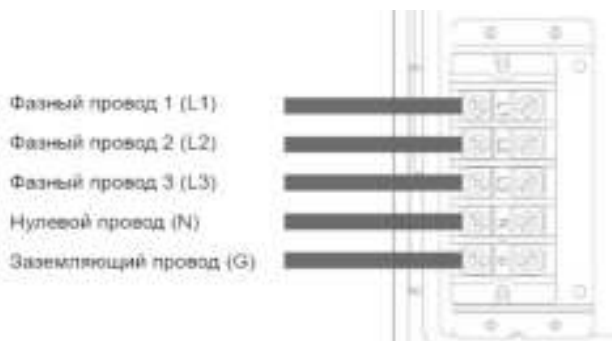 Фазный провод 1 (L1)
Фазный провод 2 (L2)
Фазный провод 3 (L3)
Нулевой провод (N)
Заземляющий провод (G)